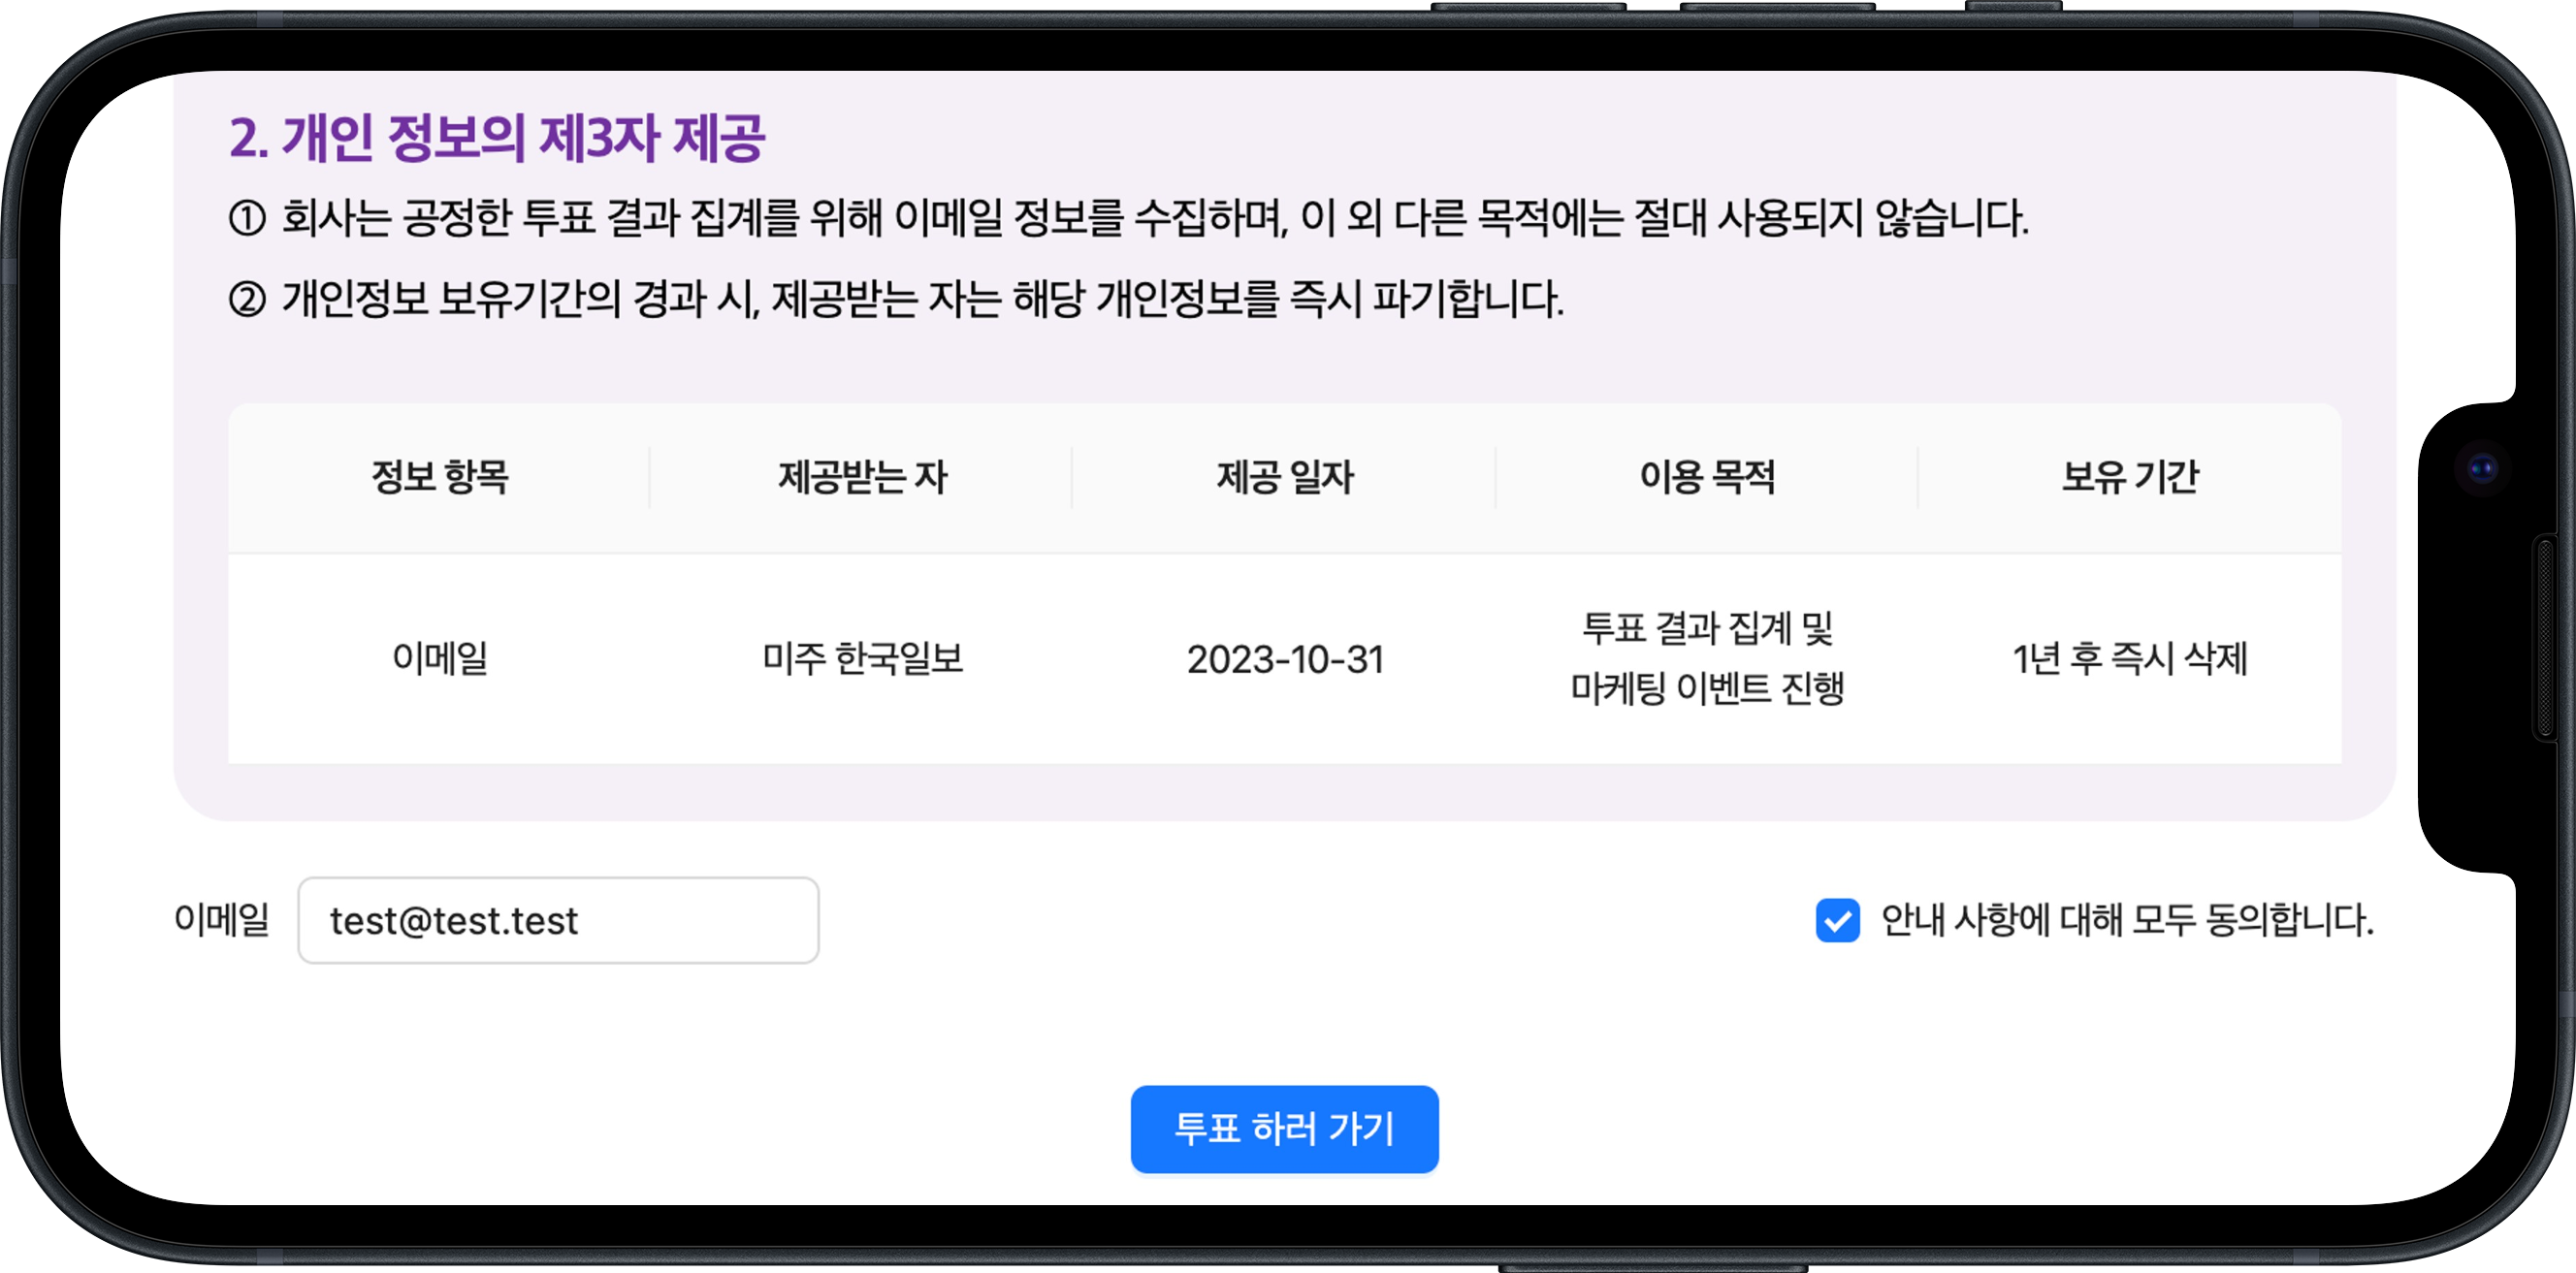 2. 개인 정보의 제3자 제공
① 회사는 공정한 투표 결과 집계를 위해 이메일 정보를 수집하며, 이 외 다른 목적에는 절대 사용되지 않습니다.
② 개인정보 보유기간의 경과 시, 제공받는 자는 해당 개인정보를 즉시 파기합니다.
정보 항목 제공받는 자 제공 일자 이용 목적 보유 기간
이메일 미주 한국일보 2023-10-31 투표 결과 집계 및
마케팅 이벤트 진행 1년 후 즉시 삭제
이메일 test@test.test 안내 사항에 대해 모두 동의합니다.
투표 하러 가기